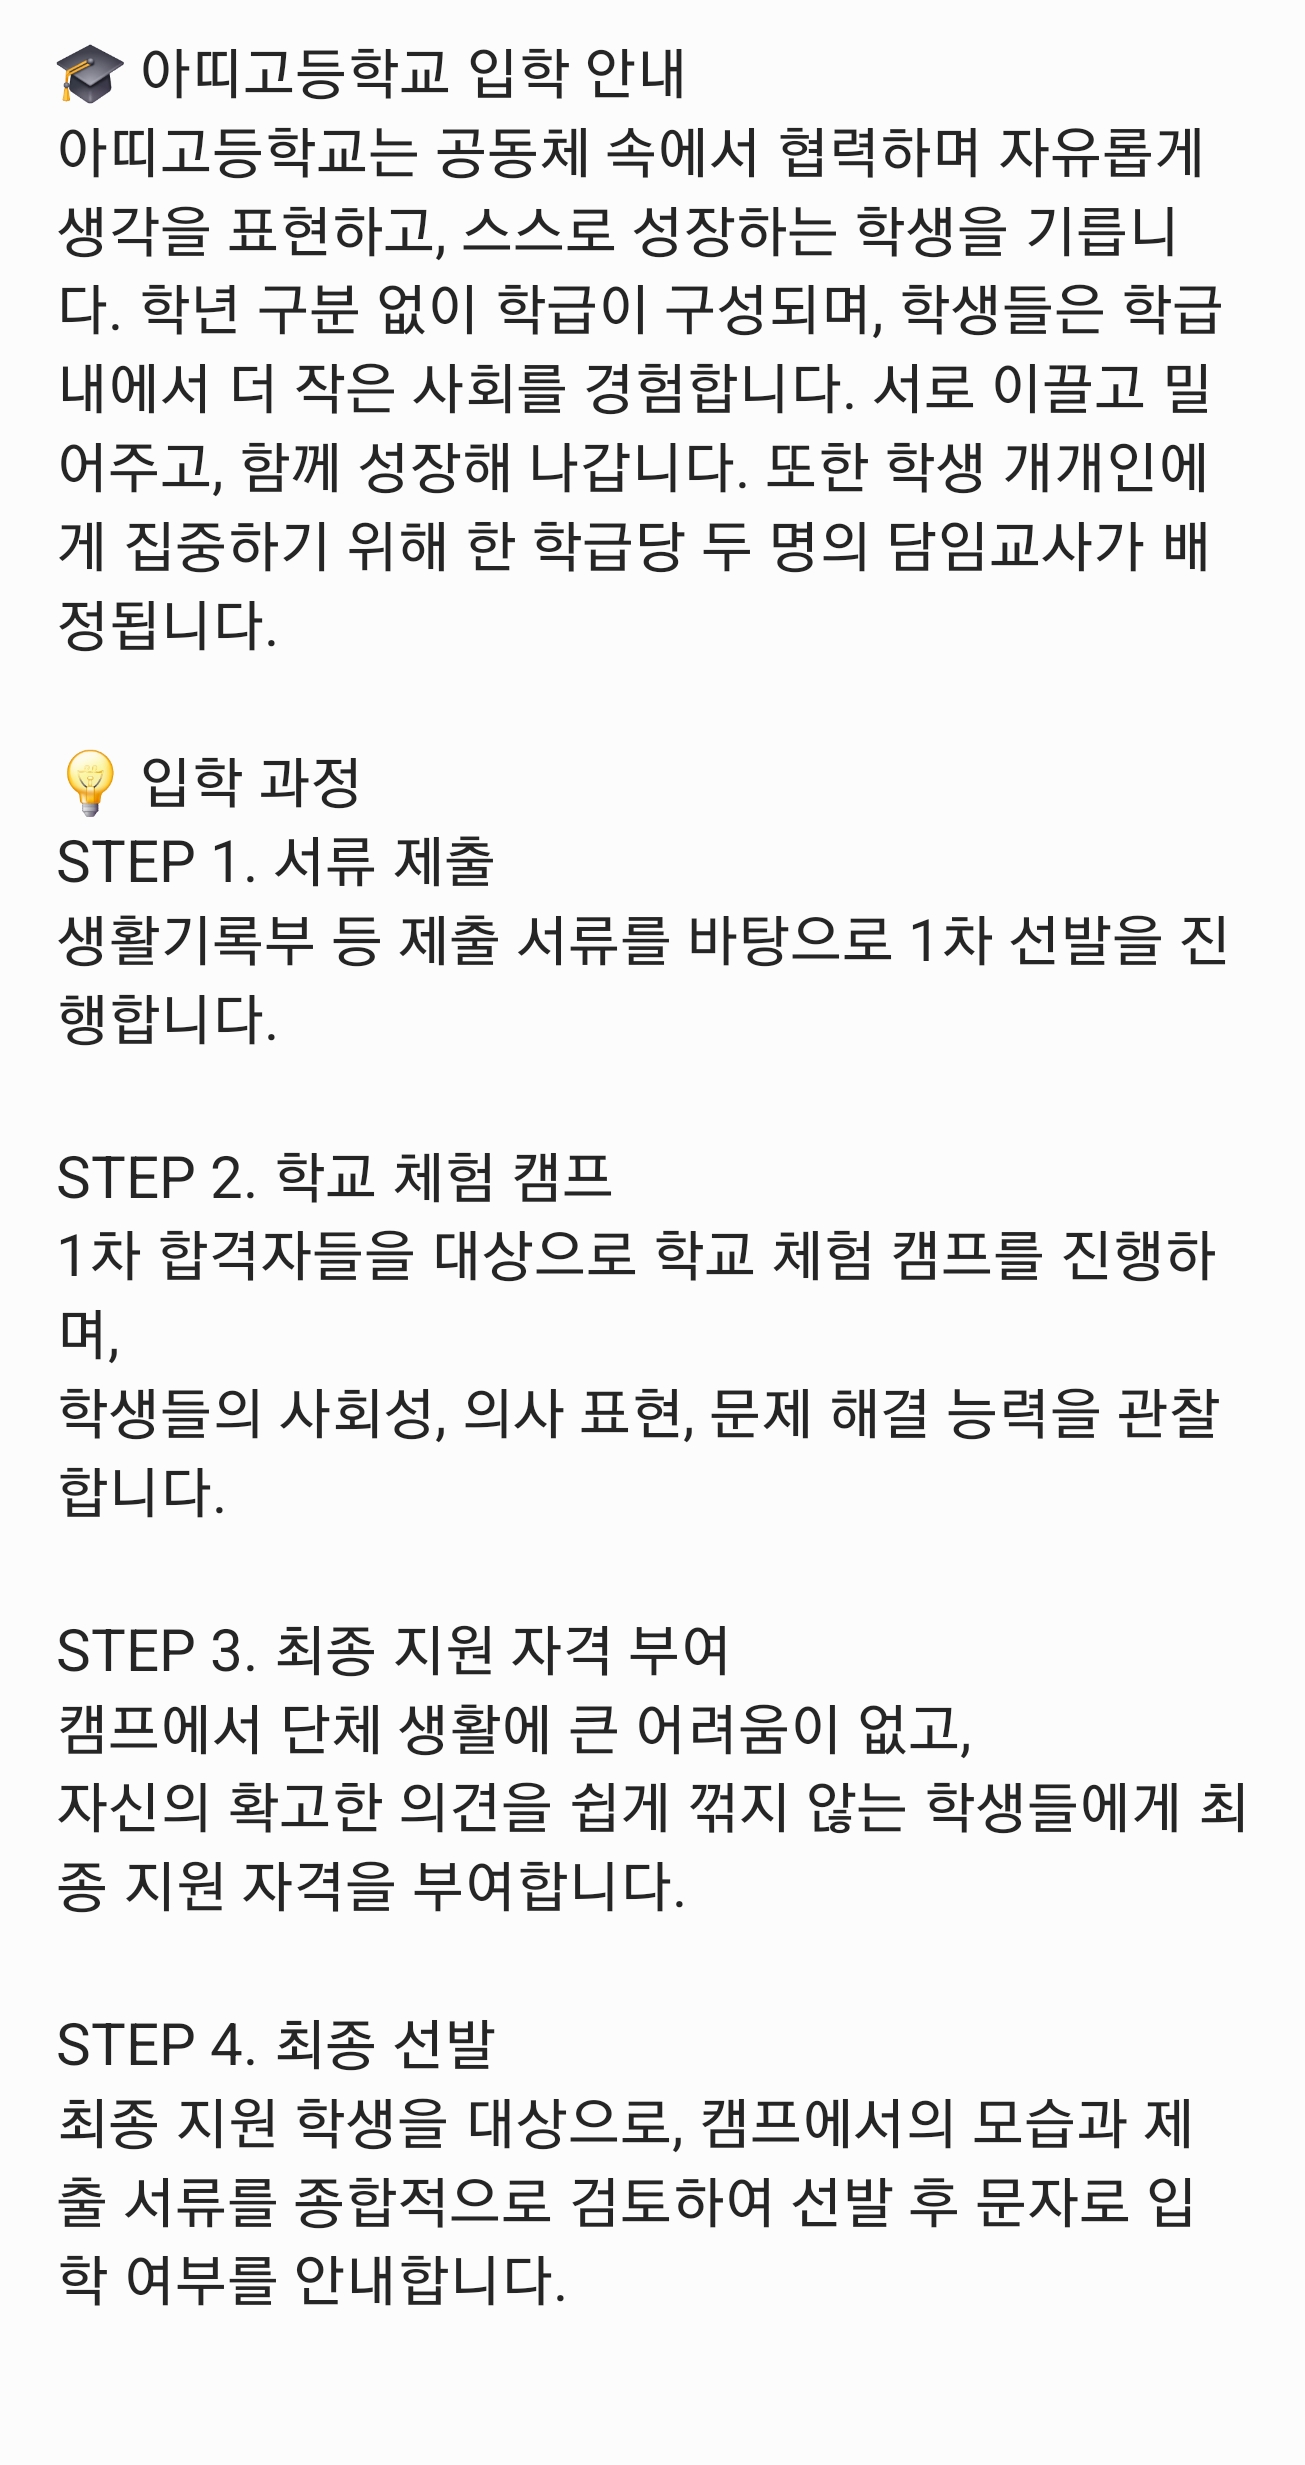 🎓 아띠고등학교 입학 안내
아띠고등학교는 공동체 속에서 협력하며 자유롭게
생각을 표현하고, 스스로 성장하는 학생을 기릅니
다. 학년 구분 없이 학급이 구성되며, 학생들은 학급
내에서 더 작은 사회를 경험합니다. 서로 이끌고 밀
어주고, 함께 성장해 나갑니다. 또한 학생 개개인에
게 집중하기 위해 한 학급당 두 명의 담임교사가 배
정됩니다.
💡 입학 과정
STEP 1. 서류 제출
생활기록부 등 제출 서류를 바탕으로 1차 선발을 진
행합니다.
STEP 2. 학교 체험 캠프
1차 합격자들을 대상으로 학교 체험 캠프를 진행하
며,
학생들의 사회성, 의사 표현, 문제 해결 능력을 관찰
합니다.
STEP 3. 최종 지원 자격 부여
캠프에서 단체 생활에 큰 어려움이 없고,
자신의 확고한 의견을 쉽게 꺾지 않는 학생들에게 최
종 지원 자격을 부여합니다.
STEP 4. 최종 선발
최종 지원 학생을 대상으로, 캠프에서의 모습과 제
출 서류를 종합적으로 검토하여 선발 후 문자로 입
학 여부를 안내합니다.